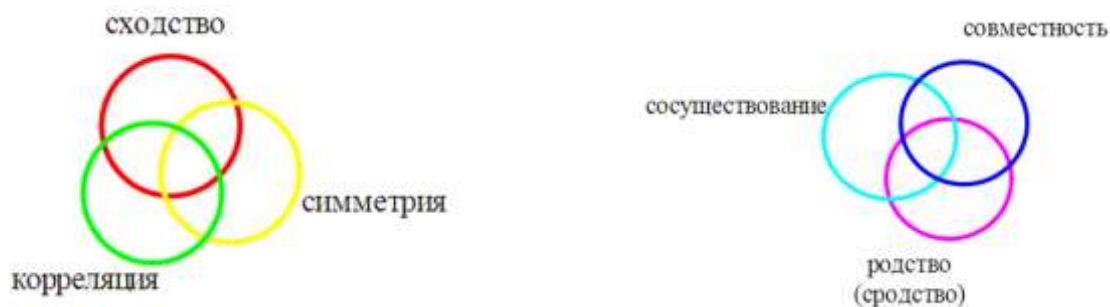 сходство
симметрия
корреляция
совместность
сосуществование
родство
(сродство)